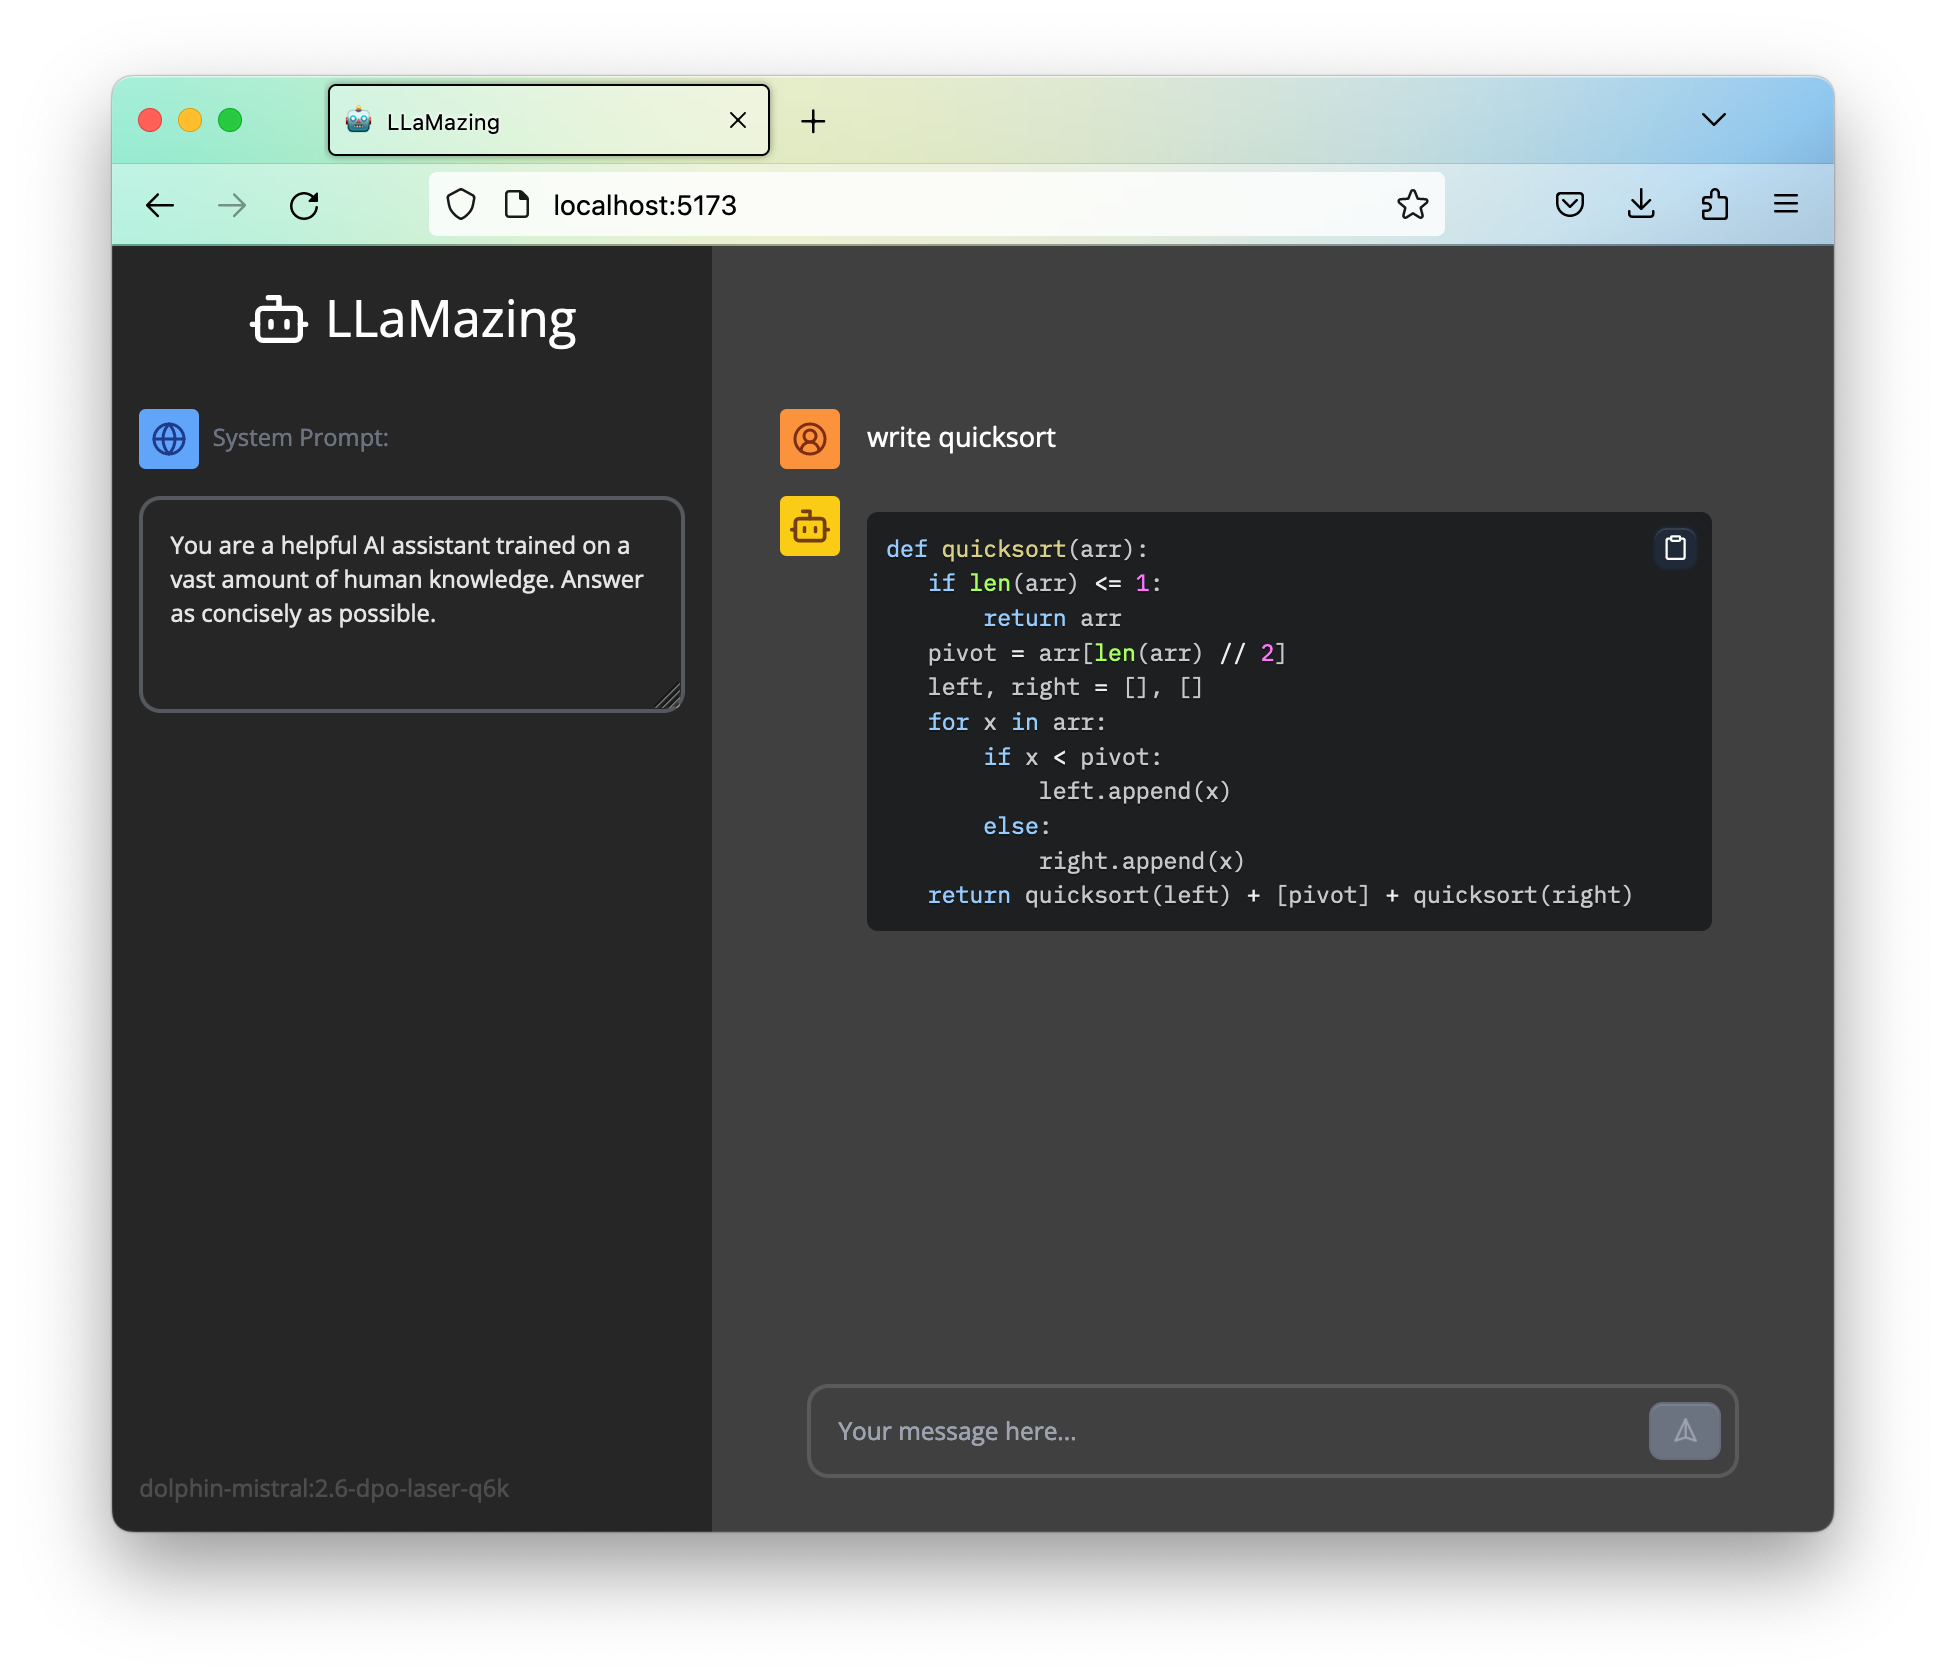 LLaMazing
localhost:5173
LLaMazing
System Prompt:
You are a helpful AI assistant trained on a
vast amount of human knowledge. Answer
as concisely as possible.
dolphin-mistral:2.6-dpo-laser-q6k
write quicksort
def quicksort(arr):
   if len(arr) <= 1:
       return arr
   pivot = arr[len(arr) // 2]
   left, right = [], []
   for x in arr:
       if x < pivot:
           left.append(x)
       else:
           right.append(x)
   return quicksort(left) + [pivot] + quicksort(right)
Your message here...